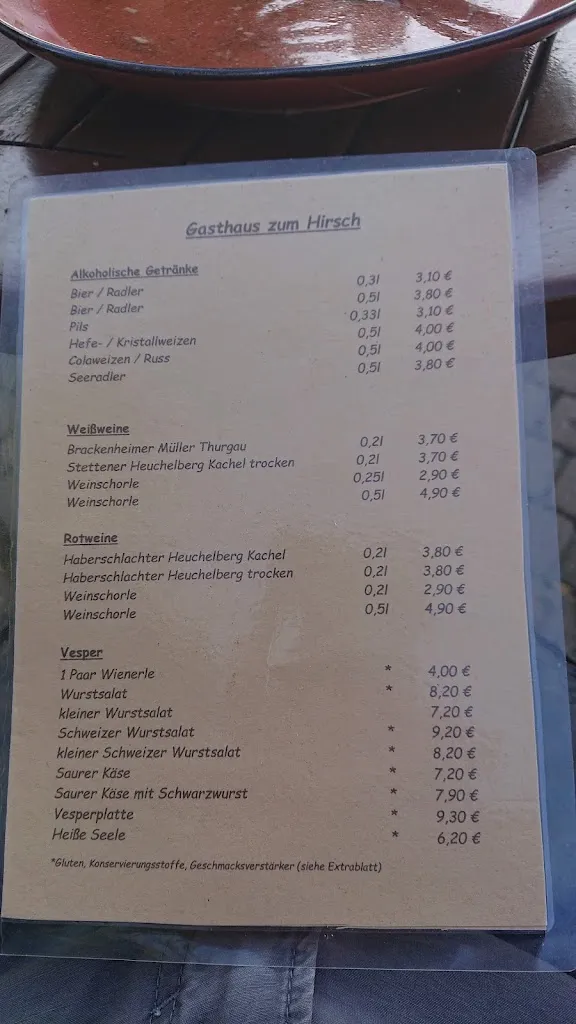 Gasthaus zum Hirsch
Alkoholische Getränke
Bier / Radler 0,3l 3,10 €
Bier / Radler 0,5l 3,80 €
Pils 0,33l 3,10 €
Hefe- / Kristallweizen 0,5l 4,00 €
Colaweizen / Russ 0,5l 4,00 €
Seeradler 0,5l 3,80 €
Weißweine
Brackenheimer Müller Thurgau 0,2l 3,70 €
Stettener Heuchelberg Kachel trocken 0,2l 3,70 €
Weinschorle 0,25l 2,90 €
Weinschorle 0,5l 4,90 €
Rotweine
Haberschlachter Heuchelberg Kachel 0,2l 3,80 €
Haberschlachter Heuchelberg trocken 0,2l 3,80 €
Weinschorle 0,2l 2,90 €
Weinschorle 0,5l 4,90 €
Vesper
1 Paar Wienerle * 4,00 €
Wurstsalat * 8,20 €
kleiner Wurstsalat 7,20 €
Schweizer Wurstsalat * 9,20 €
kleiner Schweizer Wurstsalat * 8,20 €
Saurer Käse * 7,20 €
Saurer Käse mit Schwarzwurst * 7,90 €
Vesperplatte * 9,30 €
Heiße Seele * 6,20 €
*Gluten, Konservierungsstoffe, Geschmacksverstärker (siehe Extrablatt)